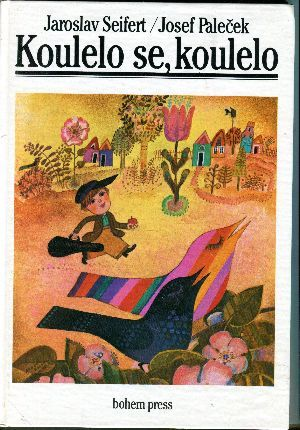 Jaroslav Seifert/Josef Paleček
Koulelo se, koulelo
bohem press